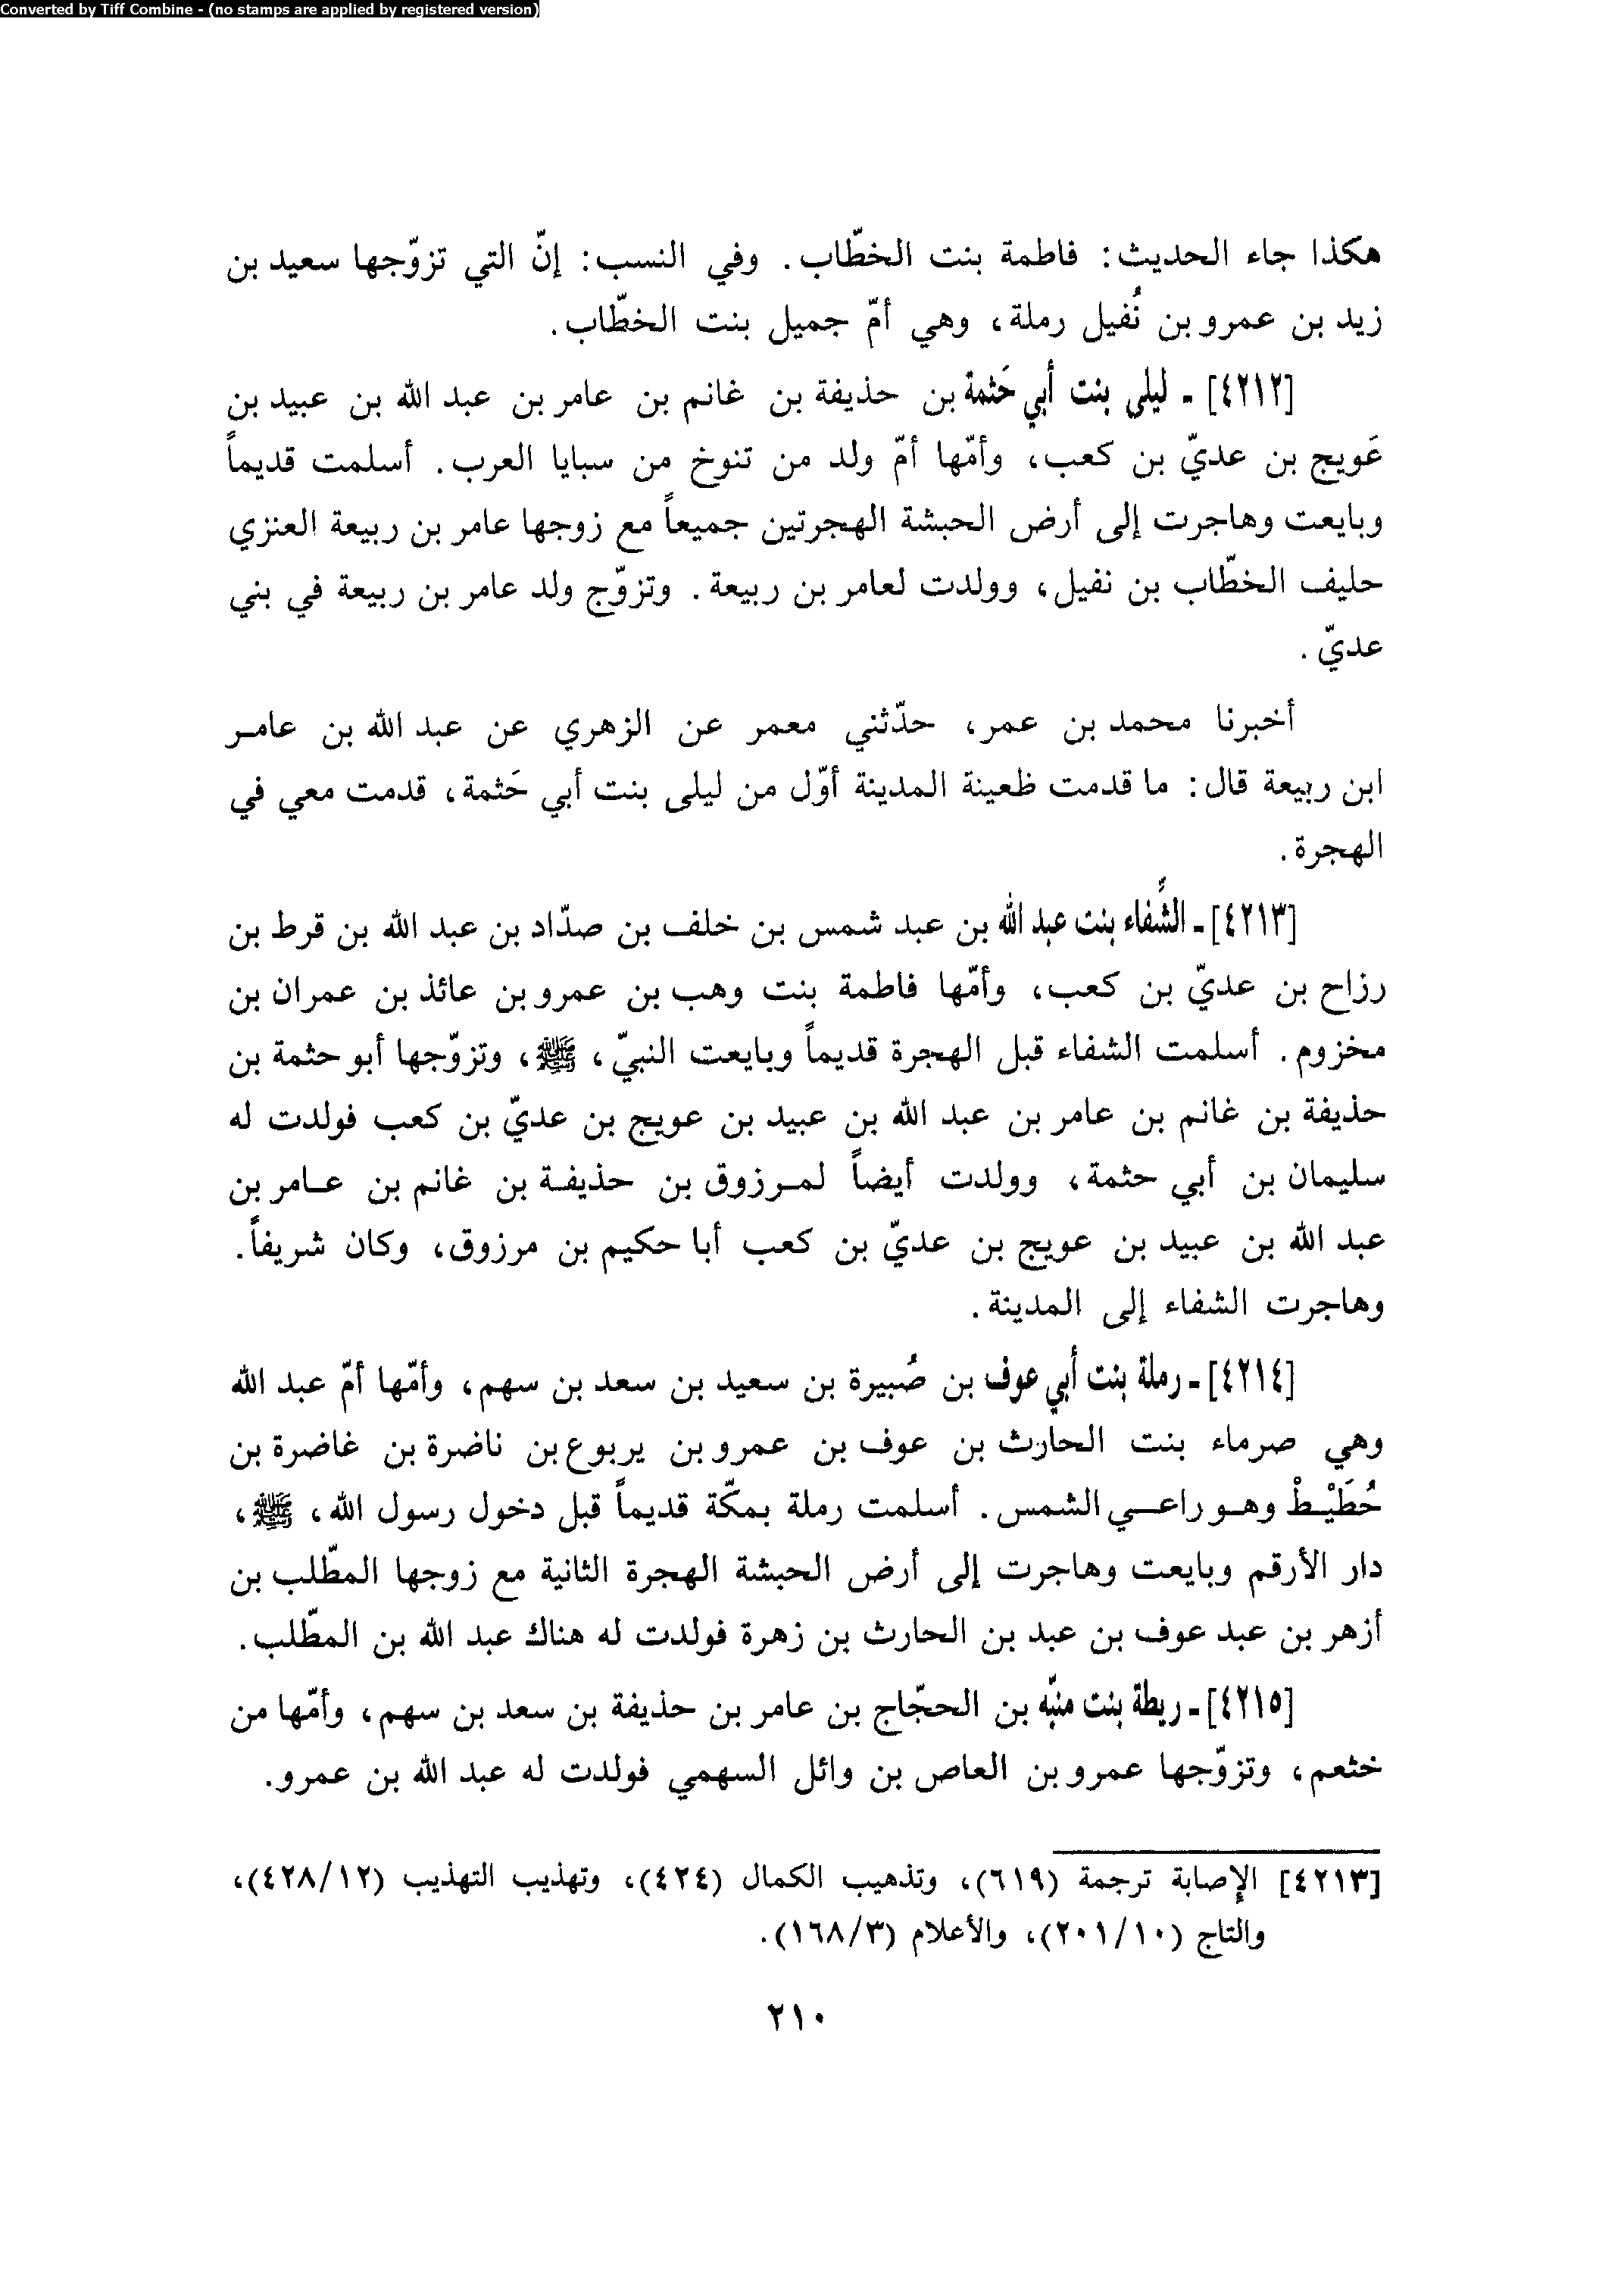 Converted by Tiff Combine - (no stamps are applied by registered version)
هكذا جاء الحديث: فاطمة بنت الخطّاب. وفي النسب: إنّ التي تزوّجها سعيد بن
زيد بن عمرو بن نُفيل رملة، وهي أمّ جميل بنت الخطّاب.
[٤٢١٢] ـ ليلى بنت أبي حَثمة بن حذيفة بن غانم بن عامر بن عبد الله بن عبيد بن
عَويج بن عديّ بن كعب، وأمّها أمّ ولد من تنوخ من سبايا العرب. أسلمت قديماً
وبايعت وهاجرت إلى أرض الحبشة الهجرتين جميعاً مع زوجها عامر بن ربيعة العنزي
حليف الخطّاب بن نفيل، وولدت لعامر بن ربيعة. وتزوّج ولد عامر بن ربيعة في بني
عديّ.
أخبرنا محمد بن عمر، حدّثني معمر عن الزهري عن عبد الله بن عامر
ابن ربيعة قال: ما قدمت ظعينة المدينة أوّل من ليلى بنت أبي حَثمة، قدمت معي في
الهجرة.
[٤٢١٣] ـ الشِّفاء بنت عبد الله بن عبد شمس بن خلف بن صدّاد بن عبد الله بن قرط بن
رزاح بن عديّ بن كعب، وأمّها فاطمة بنت وهب بن عمرو بن عائذ بن عمران بن
مخزوم. أسلمت الشفاء قبل الهجرة قديماً وبايعت النبيّ، ﷺ، وتزوّجها أبو حثمة بن
حذيفة بن غانم بن عامر بن عبد الله بن عبيد بن عويج بن عديّ بن كعب فولدت له
سليمان بن أبي حثمة، وولدت أيضاً لمرزوق بن حذيفة بن غانم بن عامر بن
عبد الله بن عبيد بن عويج بن عديّ بن كعب أبا حكيم بن مرزوق، وكان شريفاً.
وهاجرت الشفاء إلى المدينة.
[٤٢١٤] ـ رملة بنت أبي عوف بن صُبيرة بن سعيد بن سعد بن سهم، وأمّها أمّ عبد الله
وهي صرماء بنت الحارث بن عوف بن عمرو بن يربوع بن ناضرة بن غاضرة بن
حُطَيْطْ وهو راعي الشمس. أسلمت رملة بمكّة قديماً قبل دخول رسول الله، ﷺ،
دار الأرقم وبايعت وهاجرت إلى أرض الحبشة الهجرة الثانية مع زوجها المطّلب بن
أزهر بن عبد عوف بن عبد بن الحارث بن زهرة فولدت له هناك عبد الله بن المطّلب.
[٤٢١٥] ـ ريطة بنت منبّه بن الحجّاج بن عامر بن حذيفة بن سعد بن سهم، وأمّها من
خثعم، وتزوّجها عمرو بن العاص بن وائل السهمي فولدت له عبد الله بن عمرو.
[٤٢١٣] الإصابة ترجمة (٦١٩)، وتذهيب الكمال (٤٢٤)، وتهذيب التهذيب (٤٢٨/١٢)،
والتاج (٢٠١/١٠)، والأعلام (١٦٨/٣).
٢١٠